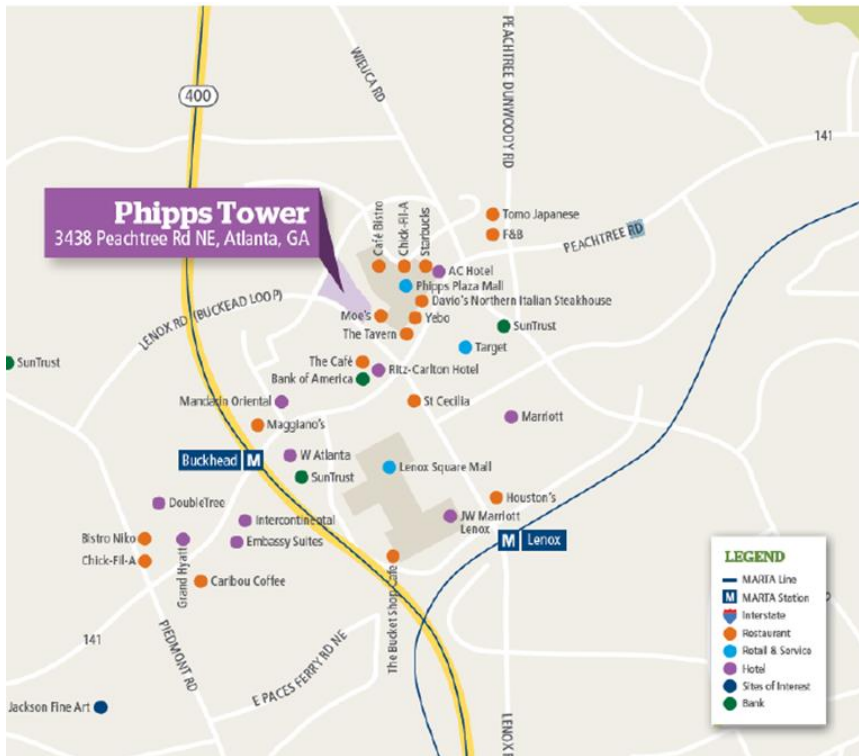 400
WIEUCA RD
PEACHTREE DUNWOODY RD
141
Phipps Tower
3438 Peachtree Rd NE, Atlanta, GA
Café Bistro
Chick-Fil-A
Starbucks
Tomo Japanese
F&B
PEACHTREE RD
AC Hotel
Phipps Plaza Mall
Davio's Northern Italian Steakhouse
LENOX RD (BUCKEAD LOOP)
Moe's
Yebo
The Tavern
SunTrust
Target
SunTrust
The Café
Ritz-Carlton Hotel
Bank of America
Mandarin Oriental
St Cecilia
Marriott
Maggiano's
Buckhead M
W Atlanta
SunTrust
Lenox Square Mall
DoubleTree
Houston's
Intercontinental
JW Marriott
Lenox
Bistro Niko
Embassy Suites
M Lenox
Chick-Fil-A
Grand Hyatt
Caribou Coffee
The Bucket Shop Cafe
141
PIEDMONT RD
E PACES FERRY RD NE
Jackson Fine Art
LENOX
LEGEND
MARTA Line
M MARTA Station
Interstate
Restaurant
Retail & Service
Hotel
Sites of Interest
Bank